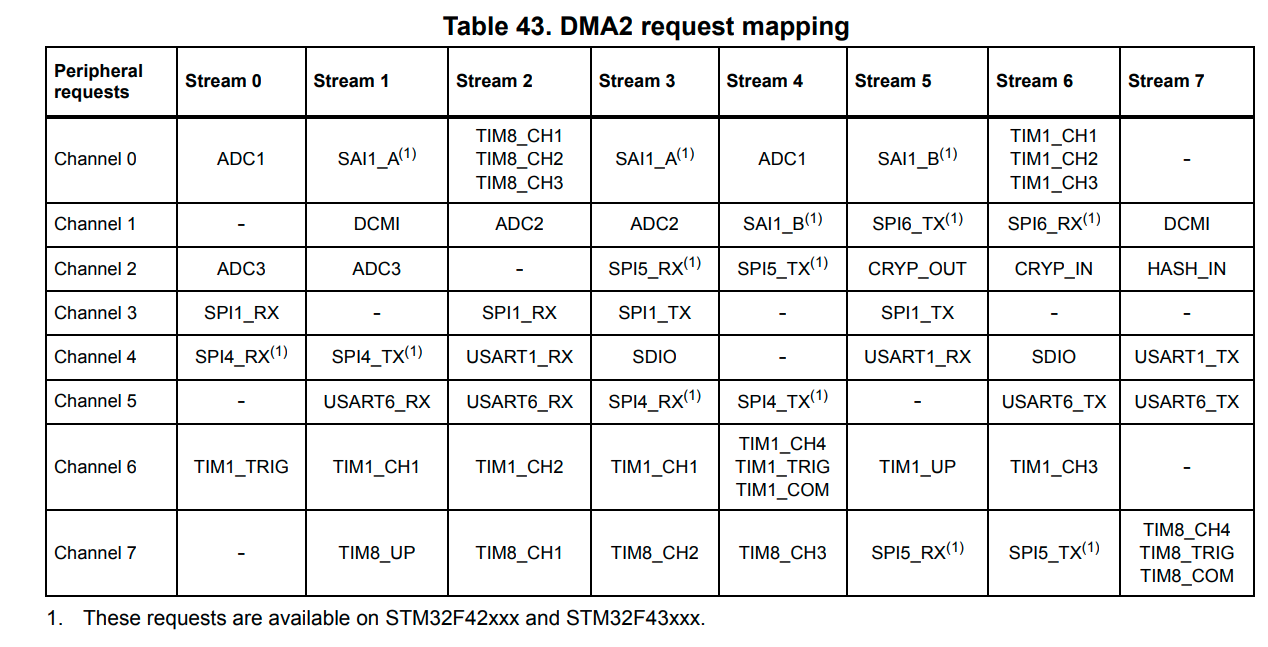 Table 43. DMA2 request mapping
Peripheral requests | Stream 0 | Stream 1 | Stream 2 | Stream 3 | Stream 4 | Stream 5 | Stream 6 | Stream 7
Channel 0 | ADC1 | SAI1_A(1) | TIM8_CH1 TIM8_CH2 TIM8_CH3 | SAI1_A(1) | ADC1 | SAI1_B(1) | TIM1_CH1 TIM1_CH2 TIM1_CH3 | -
Channel 1 | - | DCMI | ADC2 | ADC2 | SAI1_B(1) | SPI6_TX(1) | SPI6_RX(1) | DCMI
Channel 2 | ADC3 | ADC3 | - | SPI5_RX(1) | SPI5_TX(1) | CRYP_OUT | CRYP_IN | HASH_IN
Channel 3 | SPI1_RX | - | SPI1_RX | SPI1_TX | - | SPI1_TX | - | -
Channel 4 | SPI4_RX(1) | SPI4_TX(1) | USART1_RX | SDIO | - | USART1_RX | SDIO | USART1_TX
Channel 5 | - | USART6_RX | USART6_RX | SPI4_RX(1) | SPI4_TX(1) | - | USART6_TX | USART6_TX
Channel 6 | TIM1_TRIG | TIM1_CH1 | TIM1_CH2 | TIM1_CH1 | TIM1_CH4 TIM1_TRIG TIM1_COM | TIM1_UP | TIM1_CH3 | -
Channel 7 | - | TIM8_UP | TIM8_CH1 | TIM8_CH2 | TIM8_CH3 | SPI5_RX(1) | SPI5_TX(1) | TIM8_CH4 TIM8_TRIG TIM8_COM
1. These requests are available on STM32F42xxx and STM32F43xxx.